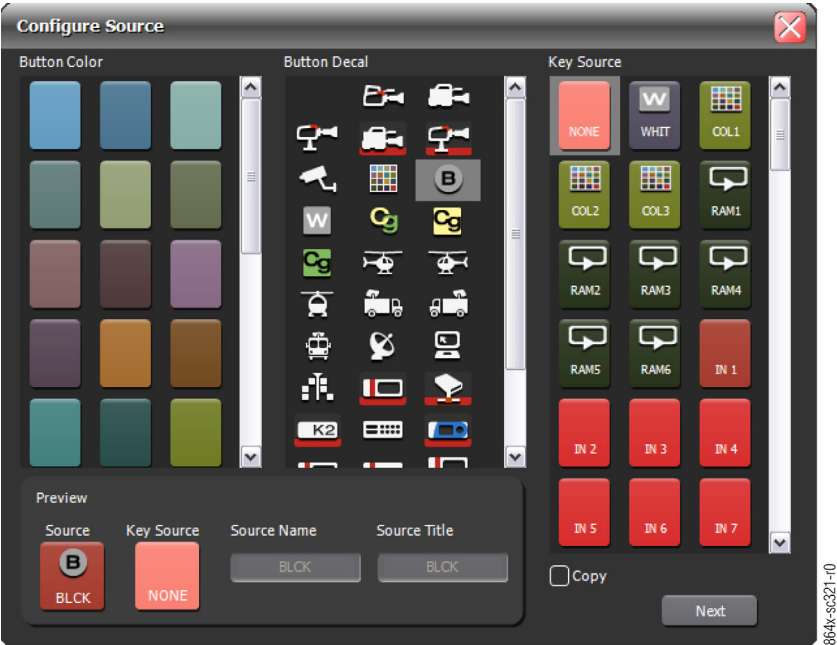 Configure Source
Button Color
Button Decal
Key Source
NONE
W
WHIT
COL1
B
COL2
COL3
RAM1
W
Cg
Cg
Cg
RAM2
RAM3
RAM4
RAM5
RAM6
IN 1
K2
IN 2
IN 3
IN 4
IN 5
IN 6
IN 7
Preview
Source
Key Source
Source Name
Source Title
B
BLCK
NONE
BLCK
BLCK
Copy
Next
864x-sc321-r0